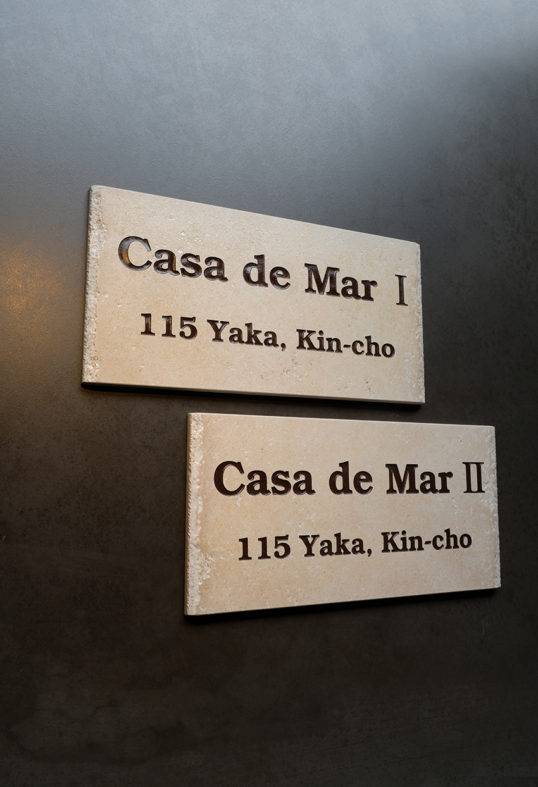 Casa de Mar Ⅰ
115 Yaka, Kin-cho
Casa de Mar Ⅱ
115 Yaka, Kin-cho